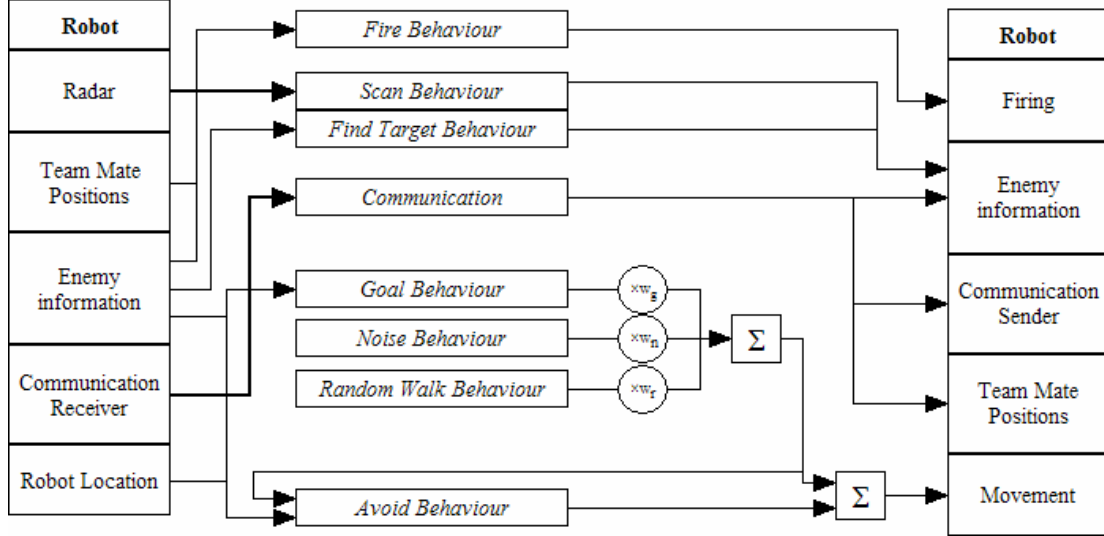 Robot
Radar
Team Mate
Positions
Enemy
information
Communication
Receiver
Robot Location
Fire Behaviour
Scan Behaviour
Find Target Behaviour
Communication
Goal Behaviour
×wg
Noise Behaviour
×wn
Random Walk Behaviour
×wr
Σ
Avoid Behaviour
Σ
Robot
Firing
Enemy
information
Communication
Sender
Team Mate
Positions
Movement